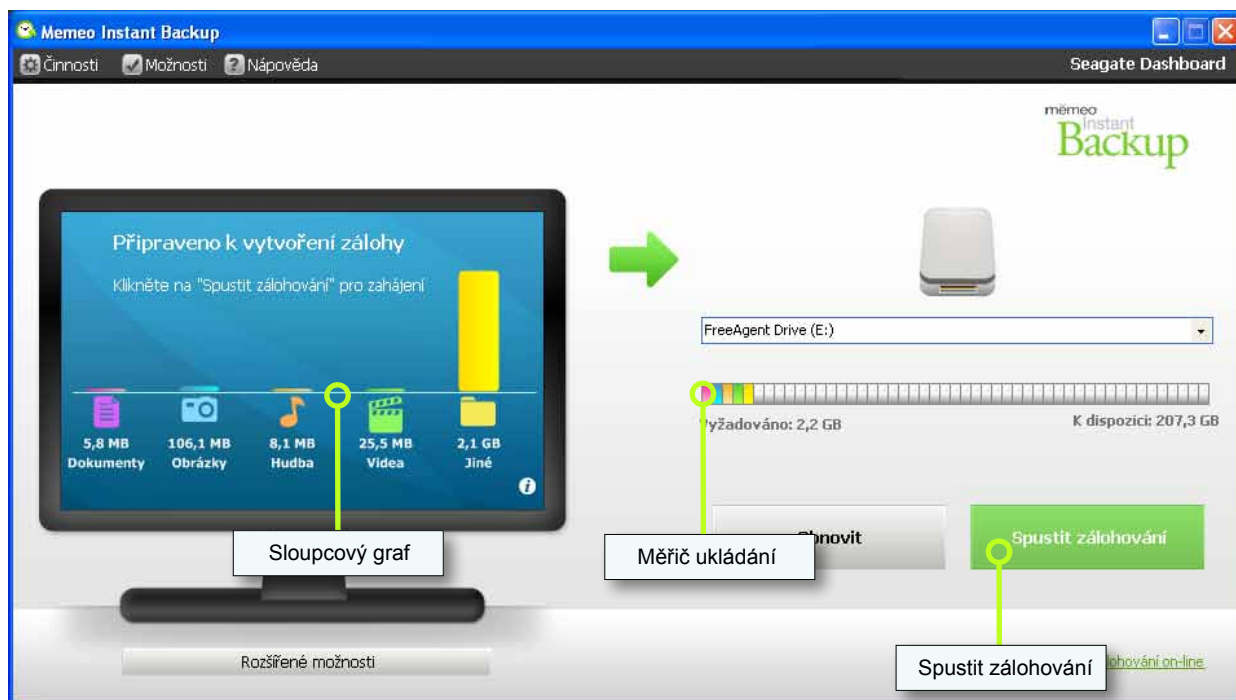 Memeo Instant Backup
Činnosti Možnosti Nápověda Seagate Dashboard
memeo
Instant
Backup
Připraveno k vytvoření zálohy
Klikněte na "Spustit zálohování" pro zahájení
5,8 MB 106,1 MB 8,1 MB 25,5 MB 2,1 GB
Dokumenty Obrázky Hudba Videa Jiné
FreeAgent Drive (E:)
Vyžadováno: 2,2 GB K dispozici: 207,3 GB
Obnovit
Spustit zálohování
Sloupcový graf
Měřič ukládání
Spustit zálohování
Rozšířené možnosti
on-line